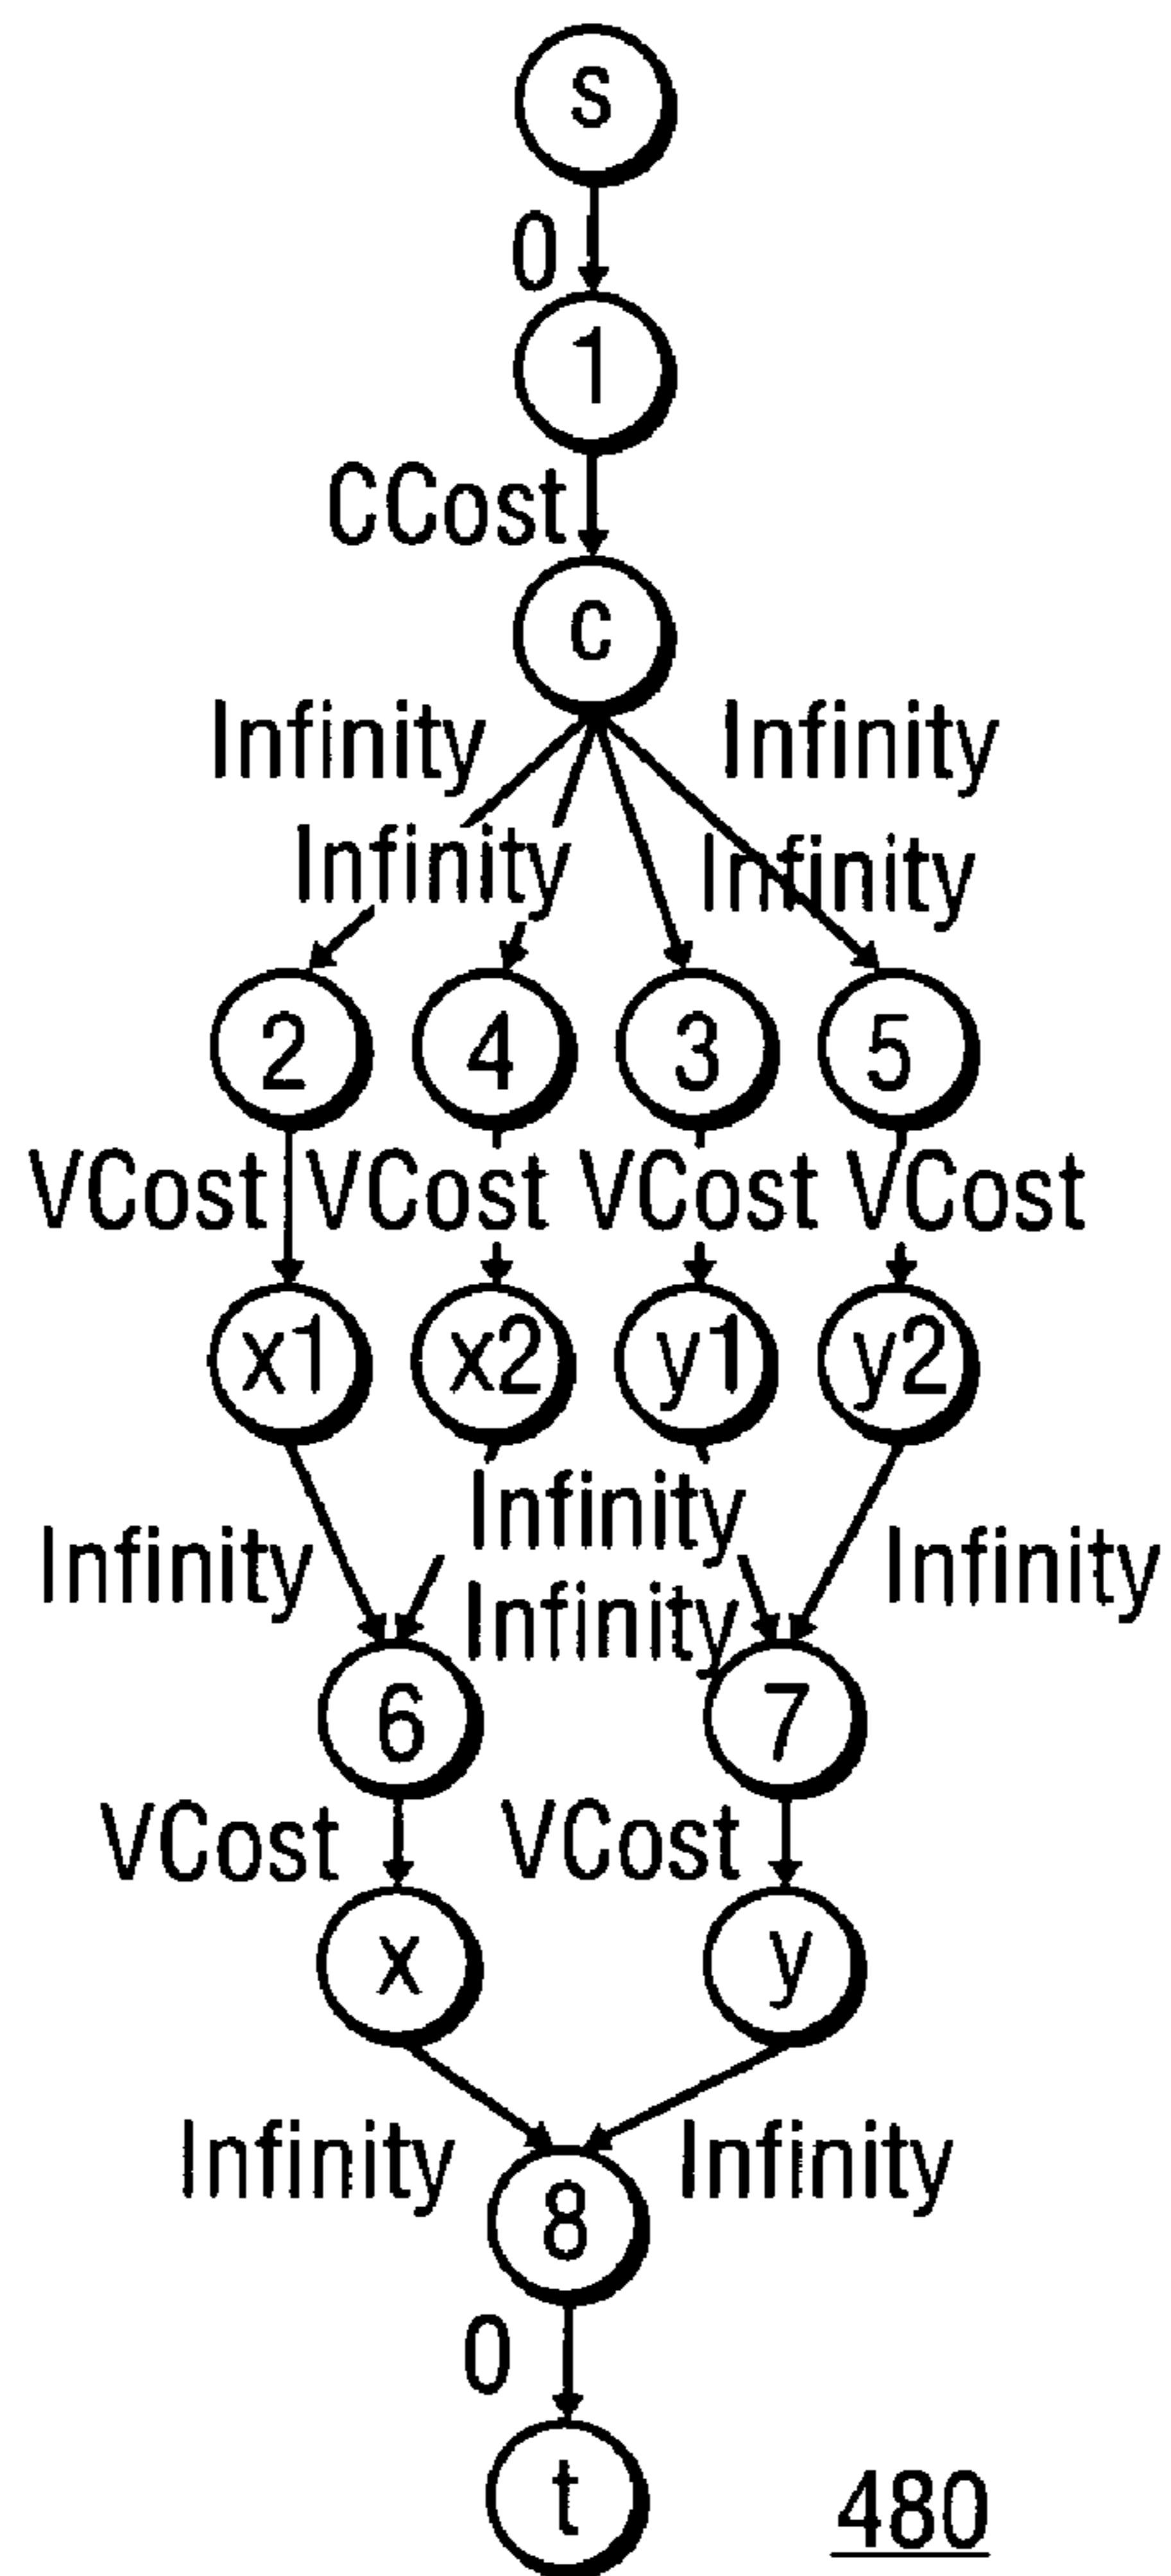 s
0
1
CCost
c
Infinity Infinity
Infinity Infinity
2 4 3 5
VCost VCost VCost VCost
x1 x2 y1 y2
Infinity
Infinity Infinity
Infinity
6 7
VCost VCost
x y
Infinity Infinity
8
0
t
480